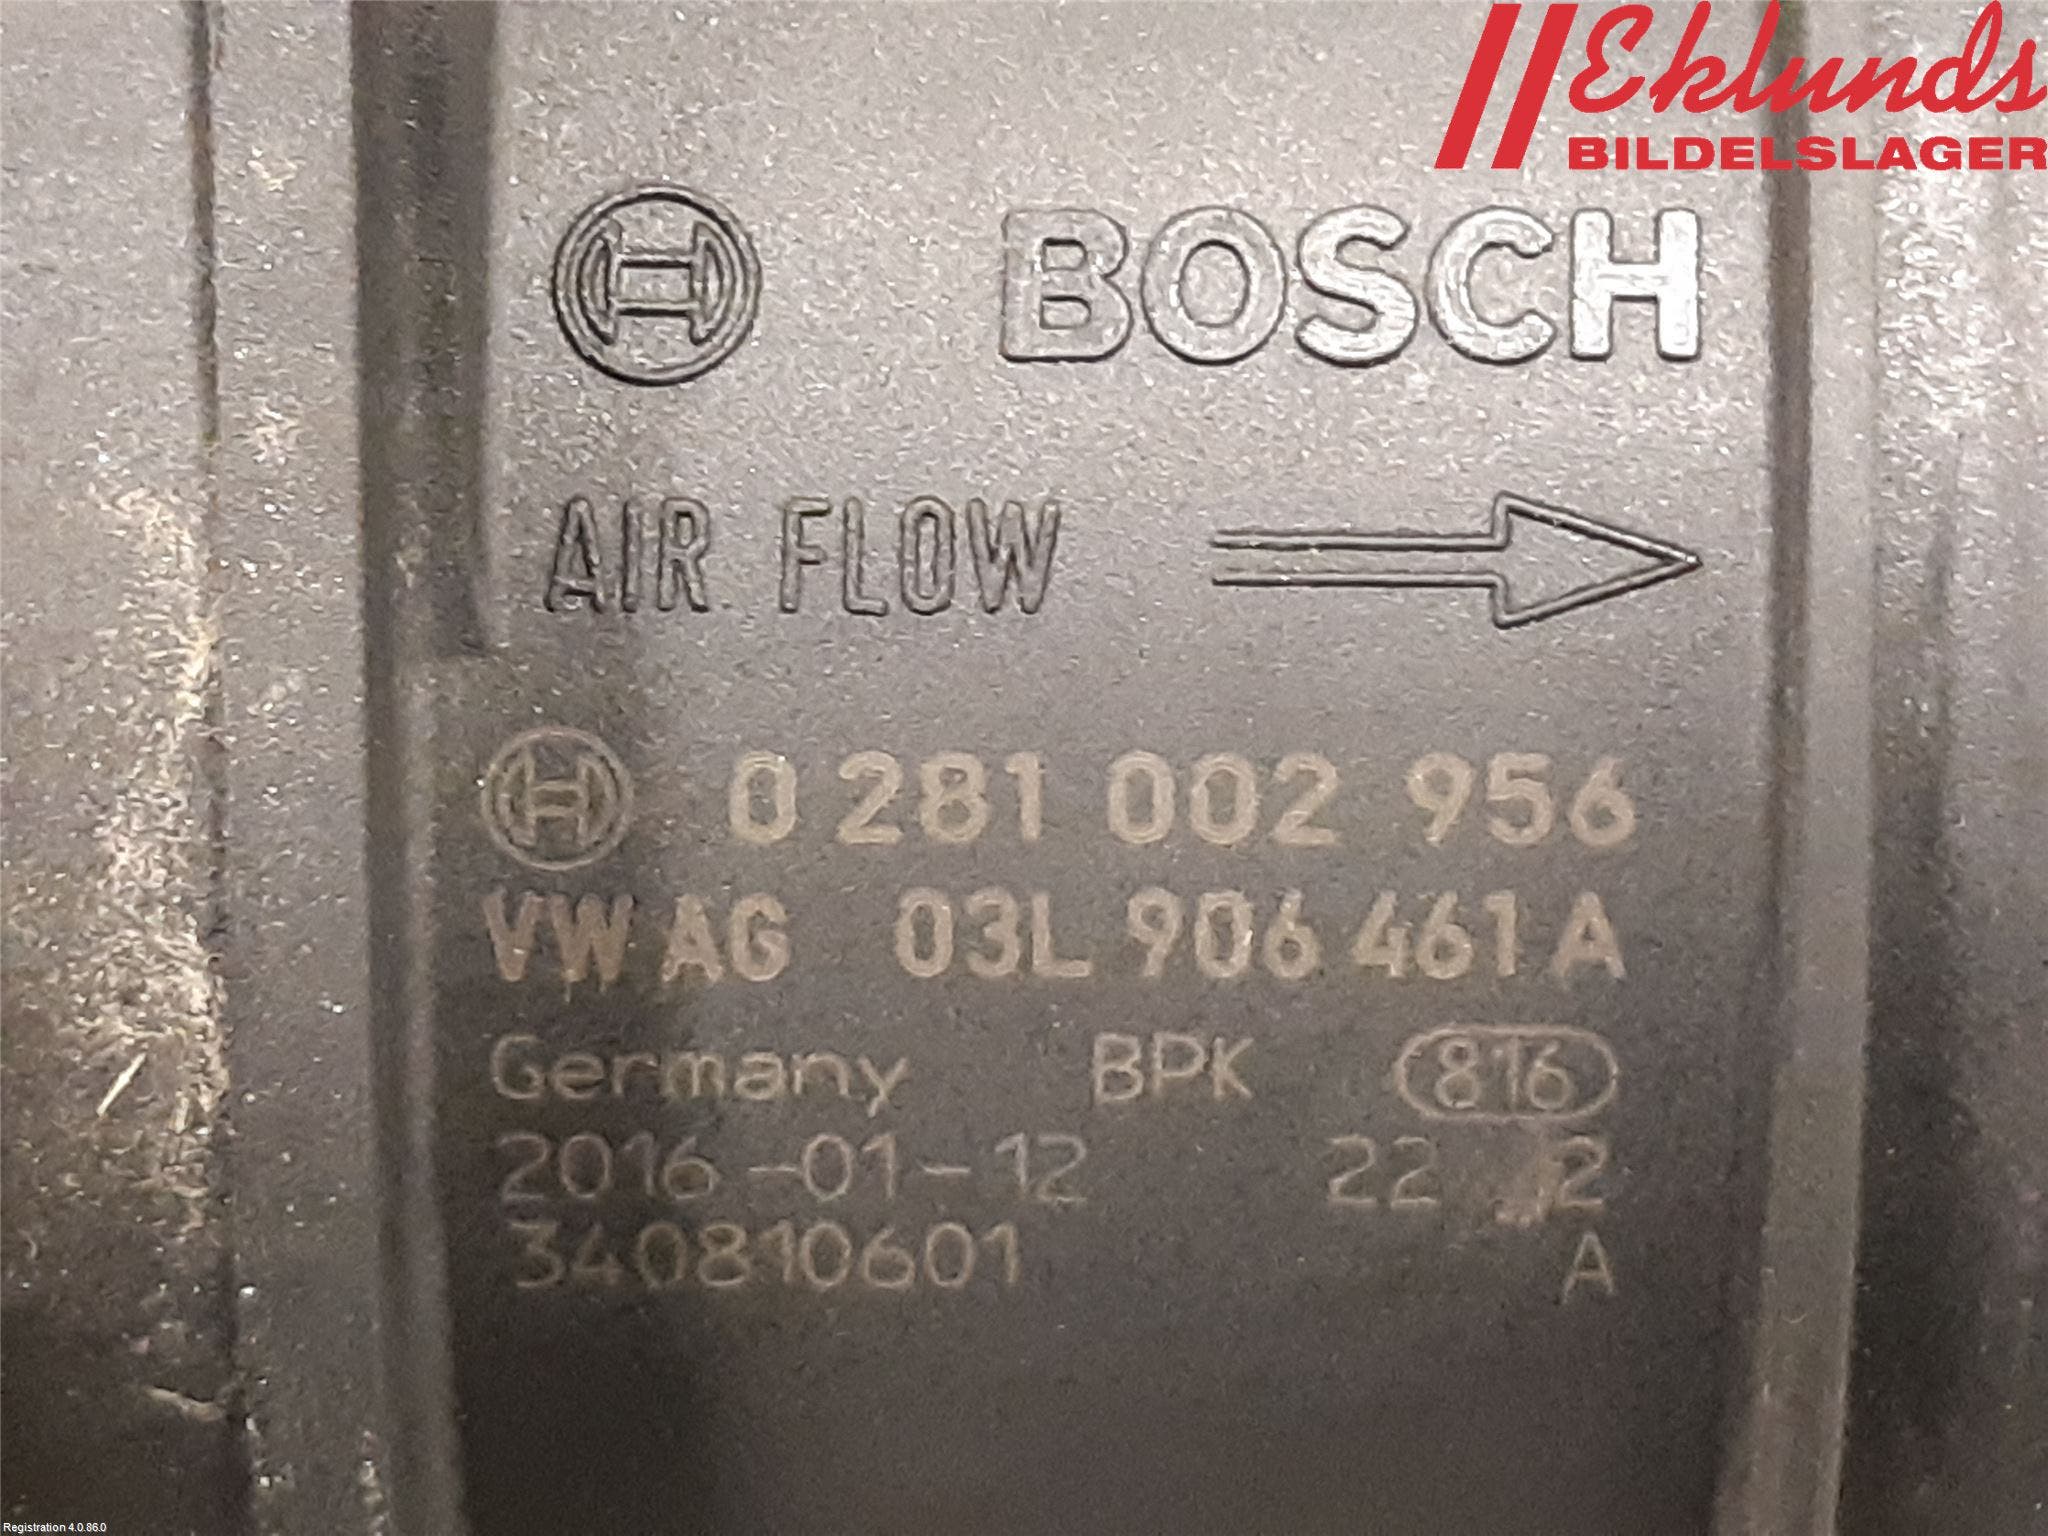 Eklunds
BILDELSLAGER
BOSCH
AIR FLOW
0 281 002 956
VW AG 03L 906 461 A
Germany BPK 816
2016-01-12 22
340810601 A
Registration 4.0.86.0